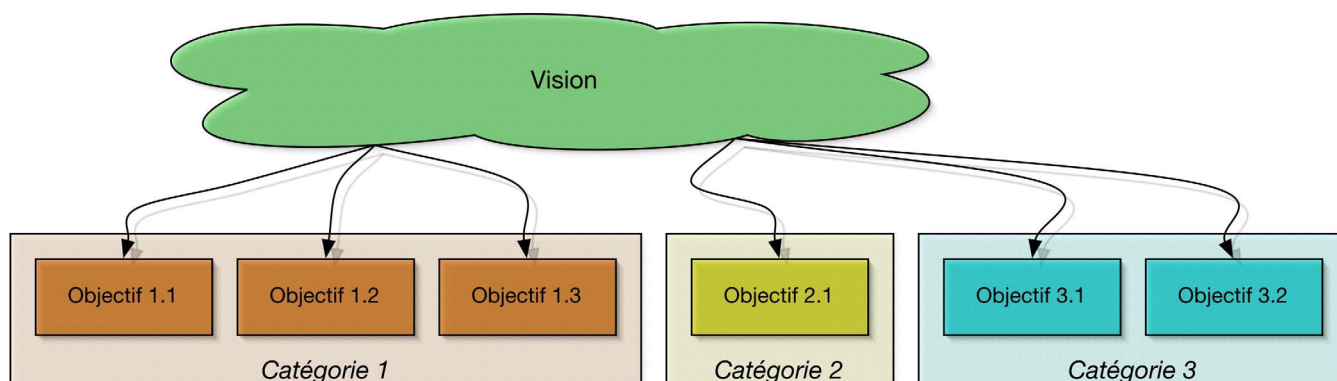 Vision
Objectif 1.1
Objectif 1.2
Objectif 1.3
Objectif 2.1
Objectif 3.1
Objectif 3.2
Catégorie 1
Catégorie 2
Catégorie 3